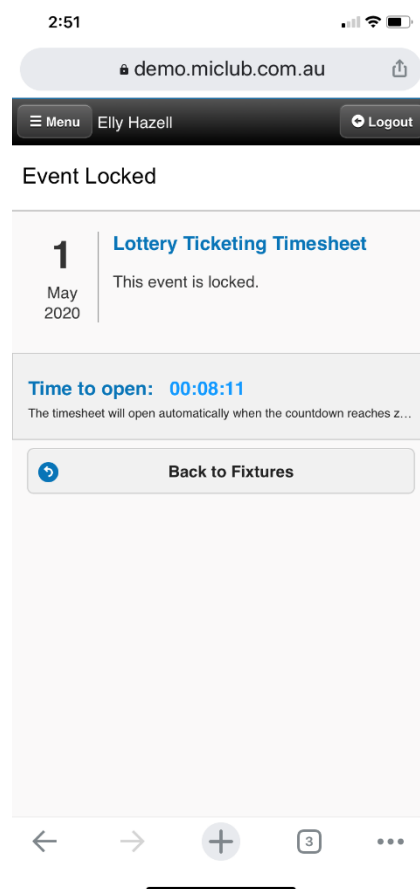 2:51
demo.miclub.com.au
Menu Elly Hazell Logout
Event Locked
1
May
2020
Lottery Ticketing Timesheet
This event is locked.
Time to open: 00:08:11
The timesheet will open automatically when the countdown reaches z...
Back to Fixtures
3